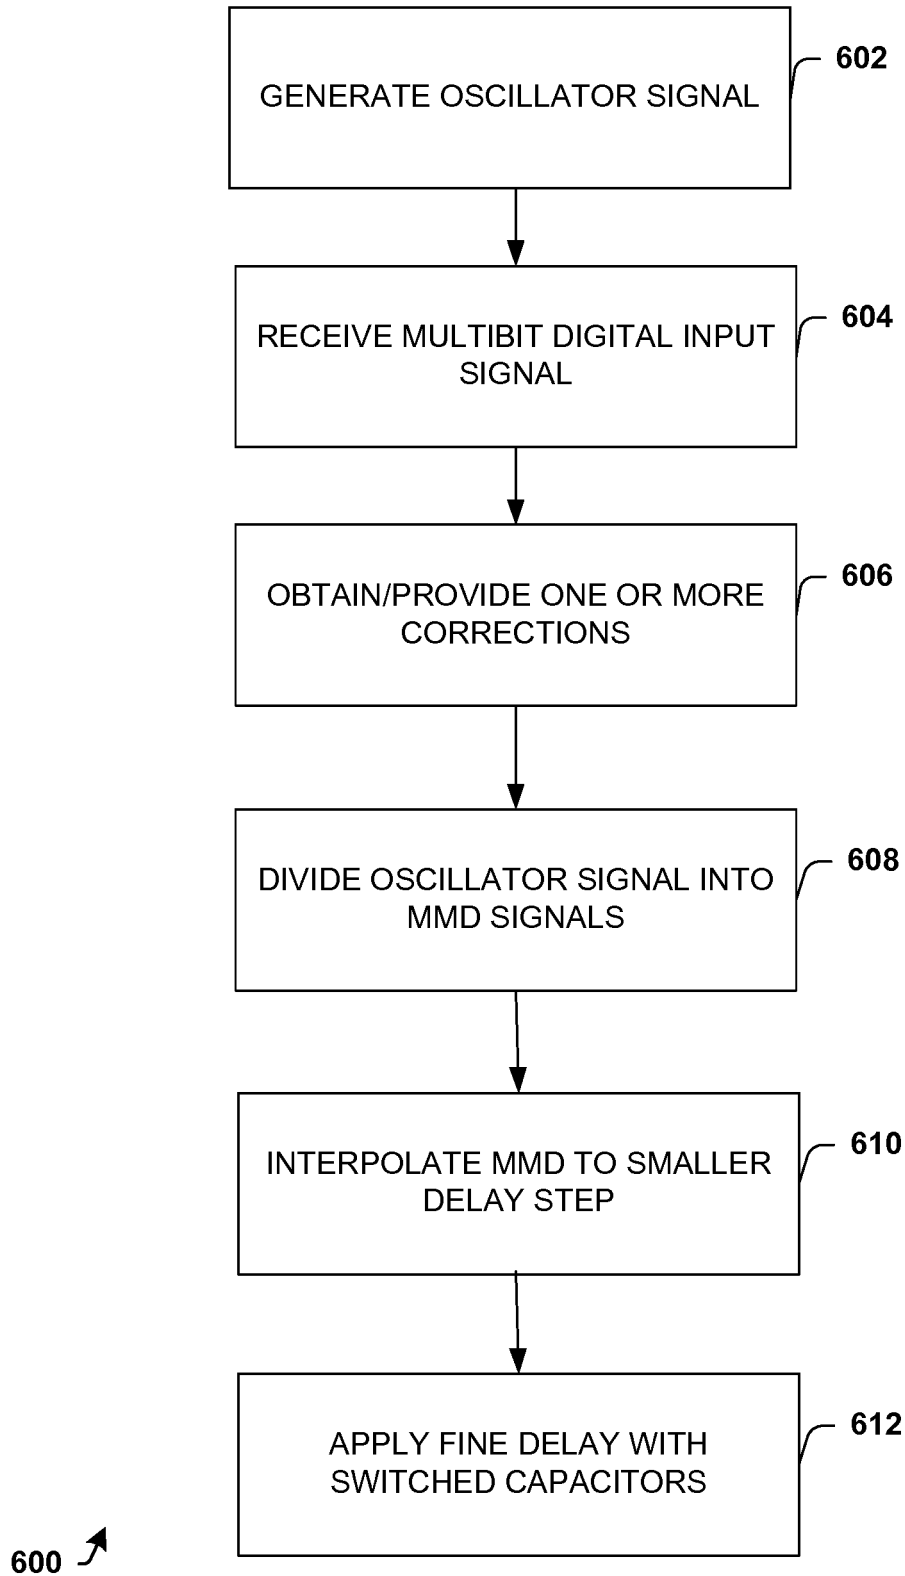 GENERATE OSCILLATOR SIGNAL
602
RECEIVE MULTIBIT DIGITAL INPUT
SIGNAL
604
OBTAIN/PROVIDE ONE OR MORE
CORRECTIONS
606
DIVIDE OSCILLATOR SIGNAL INTO
MMD SIGNALS
608
INTERPOLATE MMD TO SMALLER
DELAY STEP
610
APPLY FINE DELAY WITH
SWITCHED CAPACITORS
612
600